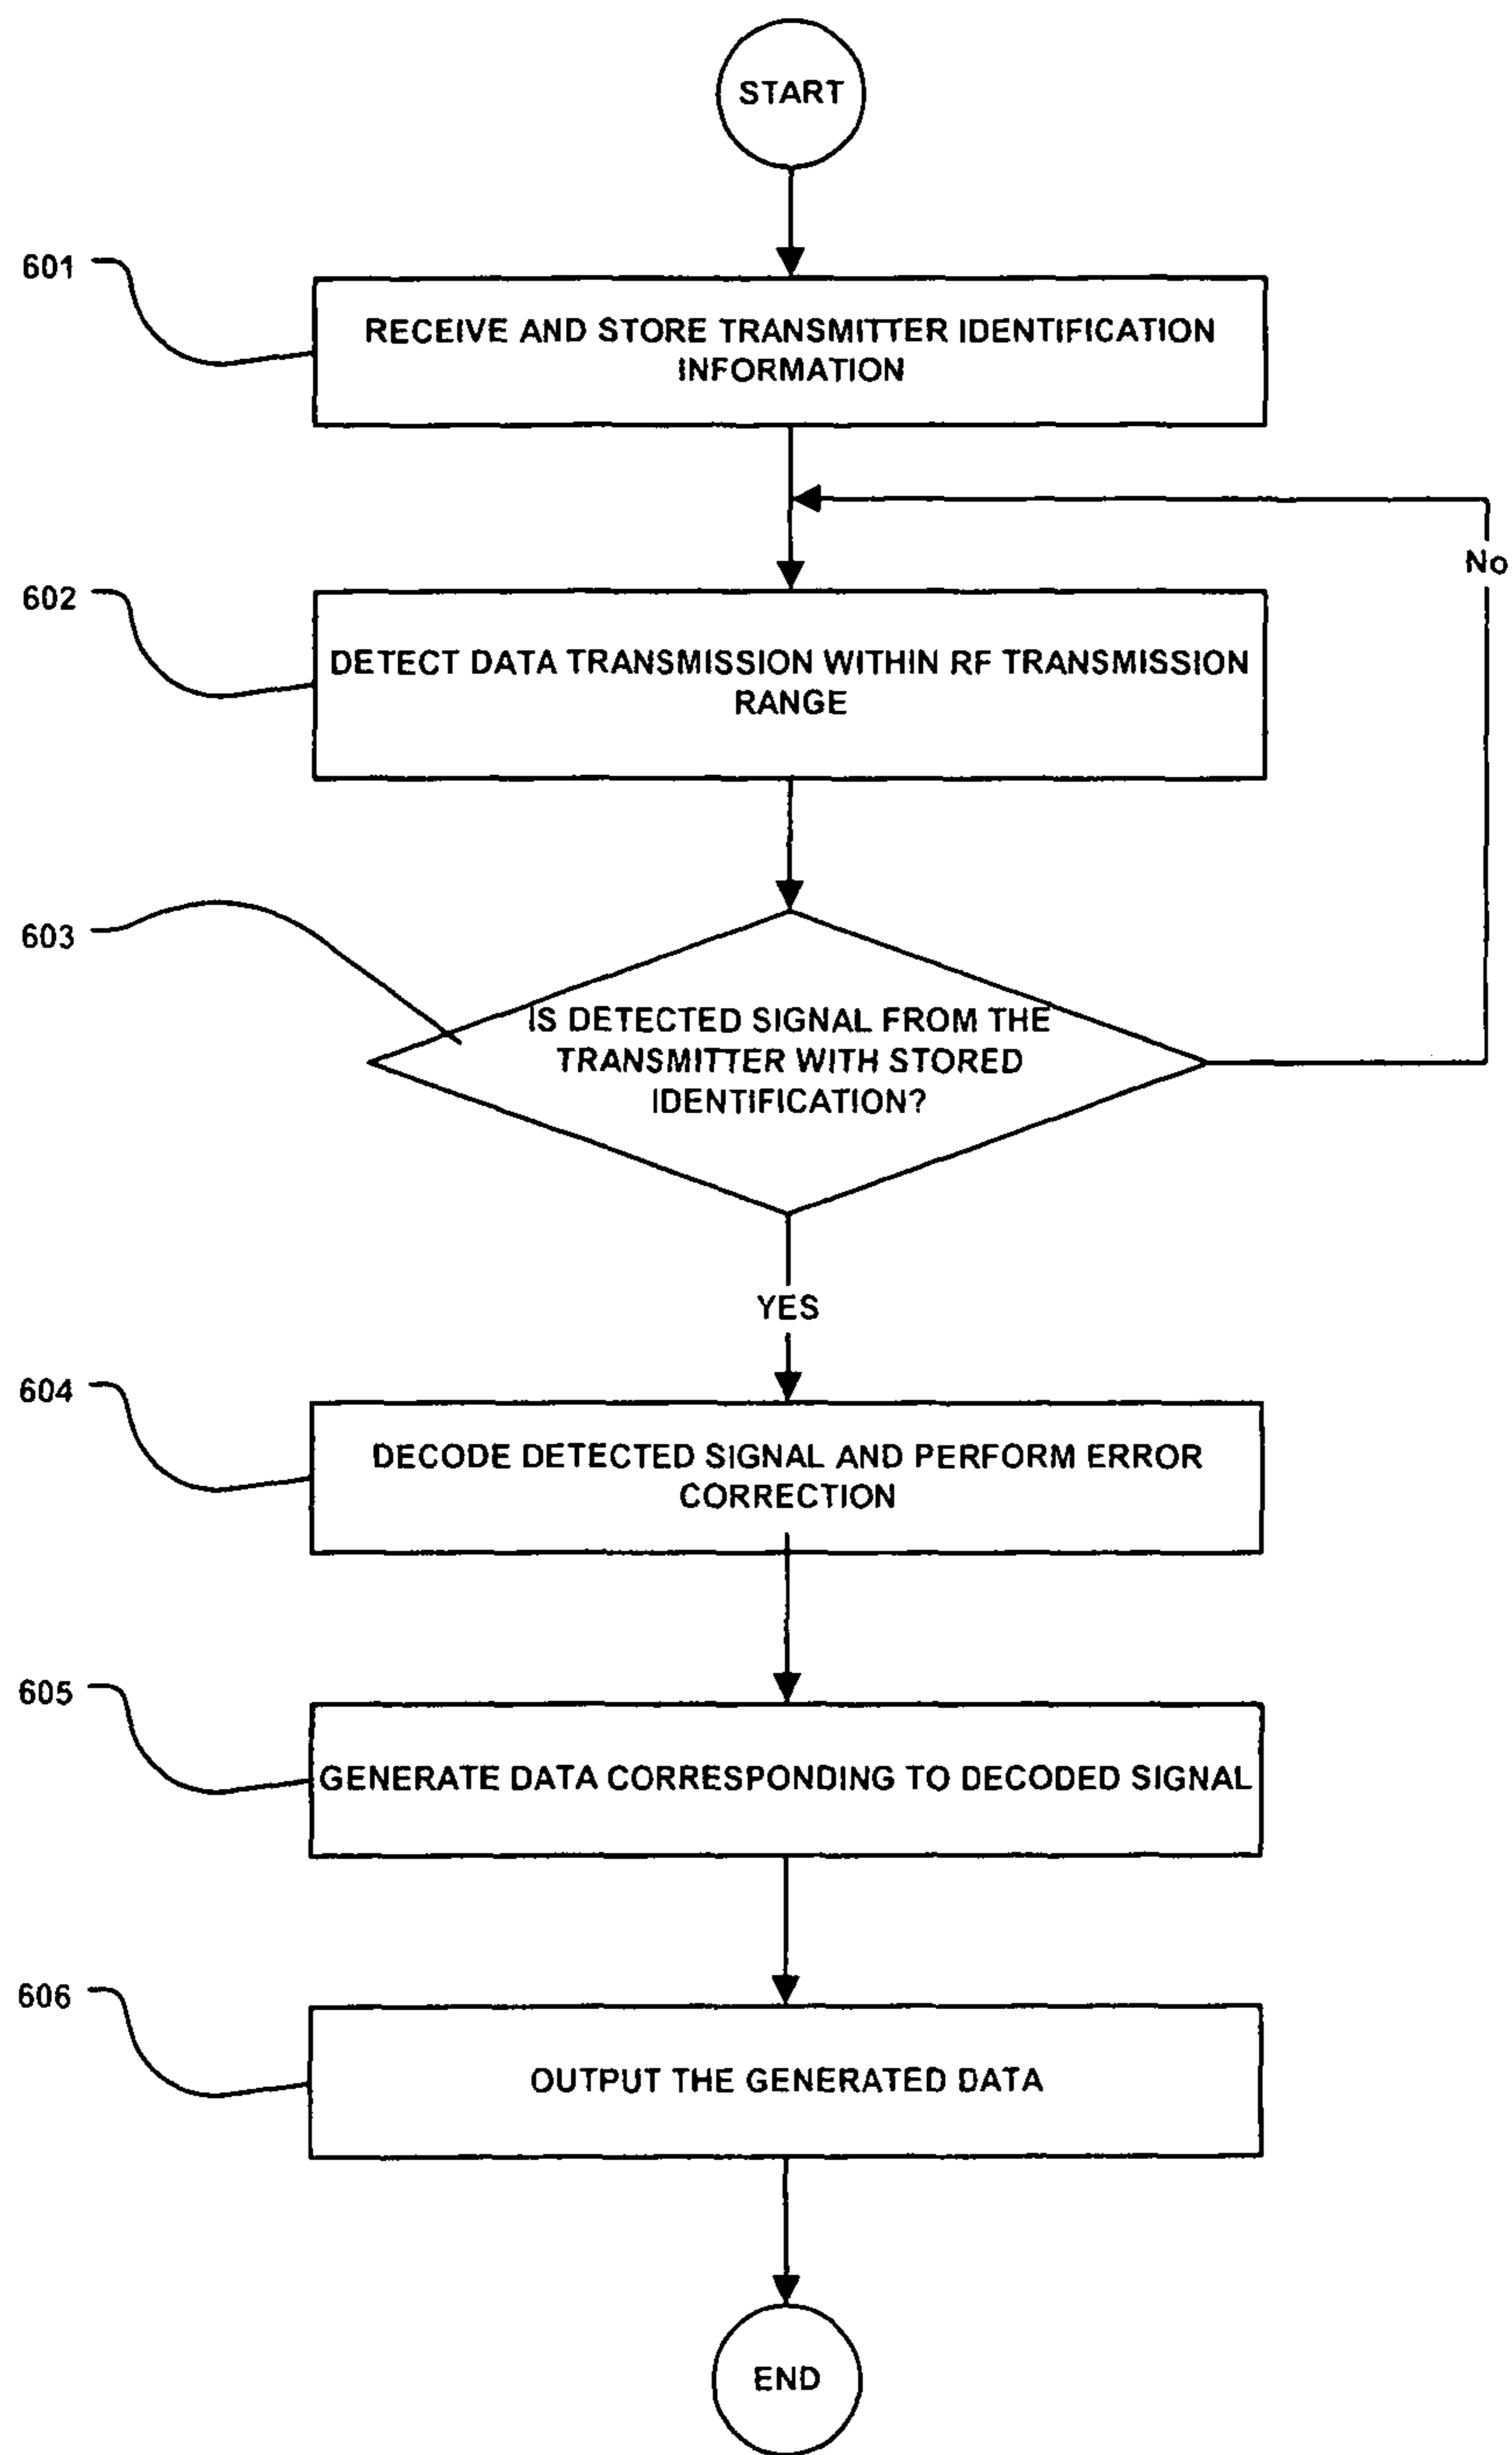 START
601
RECEIVE AND STORE TRANSMITTER IDENTIFICATION
INFORMATION
No
602
DETECT DATA TRANSMISSION WITHIN RF TRANSMISSION
RANGE
603
IS DETECTED SIGNAL FROM THE
TRANSMITTER WITH STORED
IDENTIFICATION?
YES
604
DECODE DETECTED SIGNAL AND PERFORM ERROR
CORRECTION
605
GENERATE DATA CORRESPONDING TO DECODED SIGNAL
606
OUTPUT THE GENERATED DATA
END